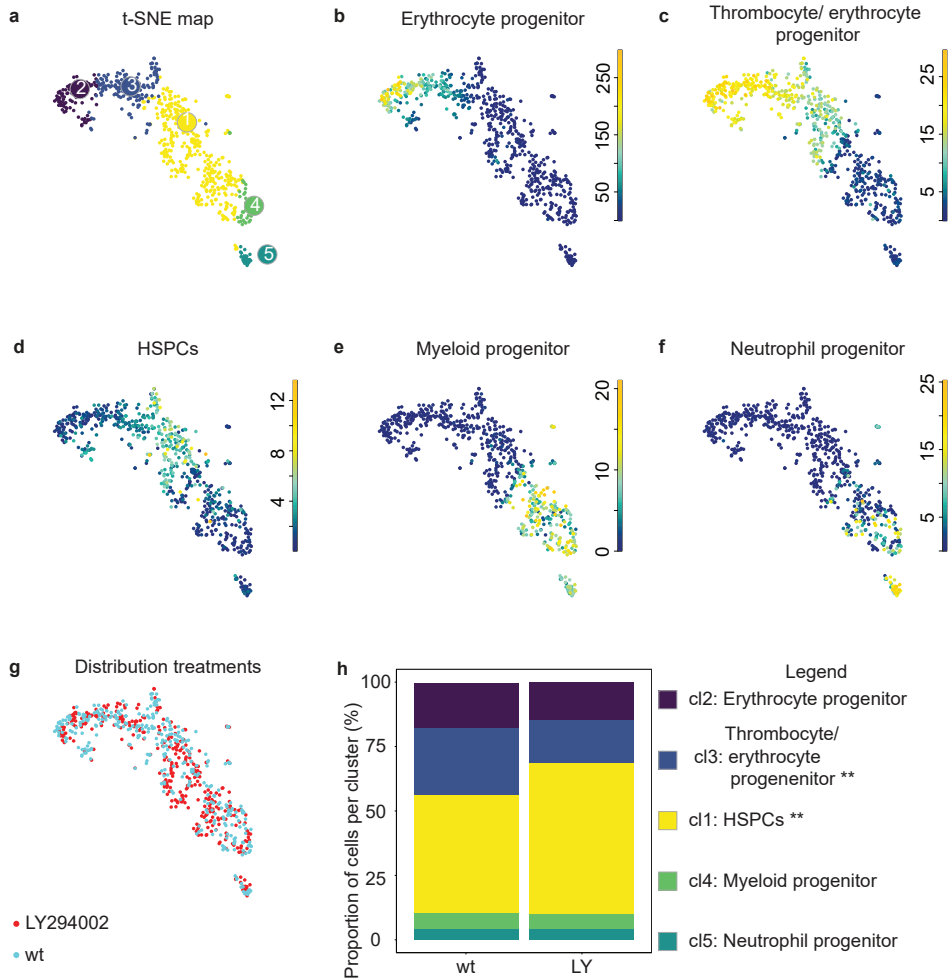 a t-SNE map
2
3
1
4
5
b Erythrocyte progenitor
250
150
50
c Thrombocyte/ erythrocyte
progenitor
25
15
5
d HSPCs
12
8
4
e Myeloid progenitor
20
10
0
f Neutrophil progenitor
25
15
5
g Distribution treatments
LY294002
wt
h
Proportion of cells per cluster (%)
100
75
50
25
0
wt LY
Legend
cl2: Erythrocyte progenitor
Thrombocyte/
cl3: erythrocyte
progenenitor **
cl1: HSPCs **
cl4: Myeloid progenitor
cl5: Neutrophil progenitor